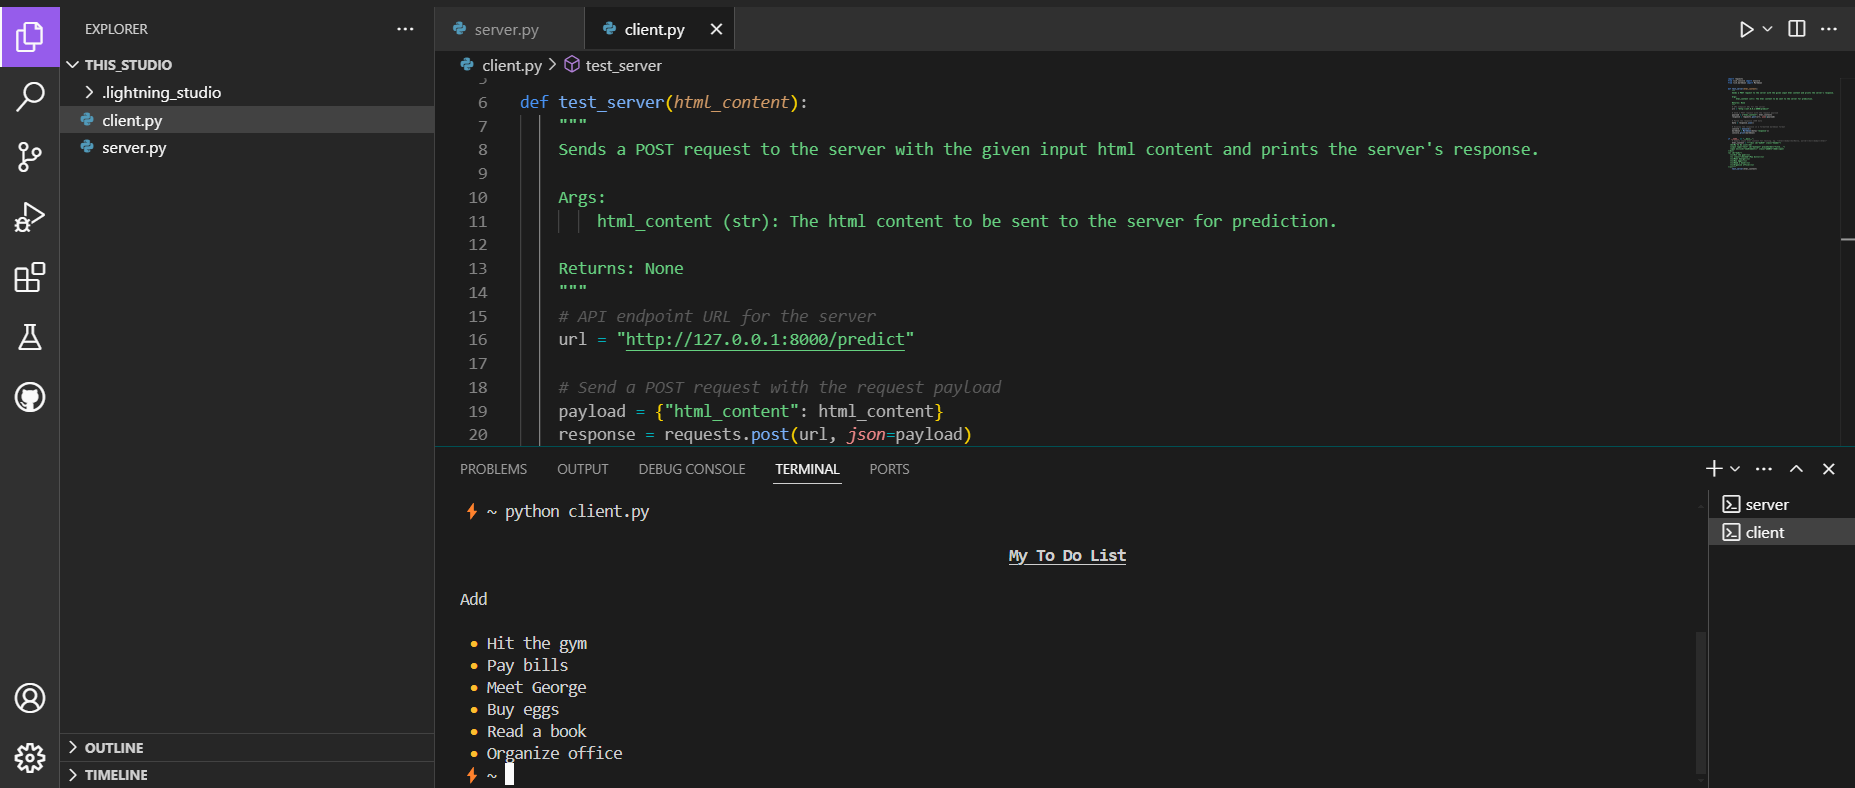 EXPLORER
THIS_STUDIO
.lightning_studio
client.py
server.py
OUTLINE
TIMELINE
server.py
client.py
client.py > test_server
5
6 def test_server(html_content):
7 """
8 Sends a POST request to the server with the given input html content and prints the server's response.
9
10 Args:
11 html_content (str): The html content to be sent to the server for prediction.
12
13 Returns: None
14 """
15 # API endpoint URL for the server
16 url = "http://127.0.0.1:8000/predict"
17
18 # Send a POST request with the request payload
19 payload = {"html_content": html_content}
20 response = requests.post(url, json=payload)
PROBLEMS OUTPUT DEBUG CONSOLE TERMINAL PORTS
~ python client.py
My To Do List
Add
• Hit the gym
• Pay bills
• Meet George
• Buy eggs
• Read a book
• Organize office
~
server
client